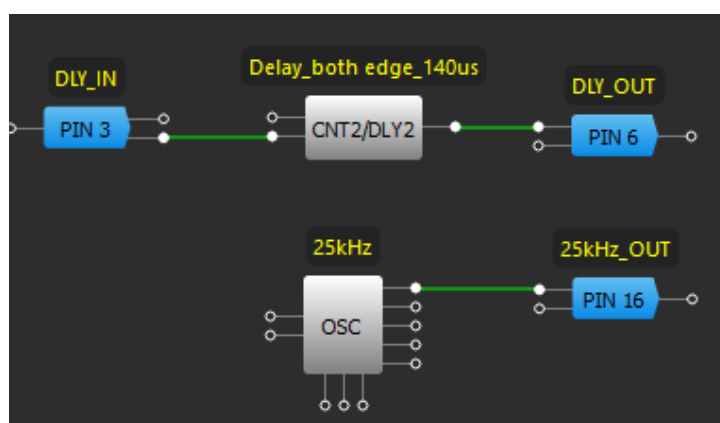 DLY_IN
Delay_both edge_140us
DLY_OUT
PIN 3
CNT2/DLY2
PIN 6
25kHz
25kHz_OUT
OSC
PIN 16